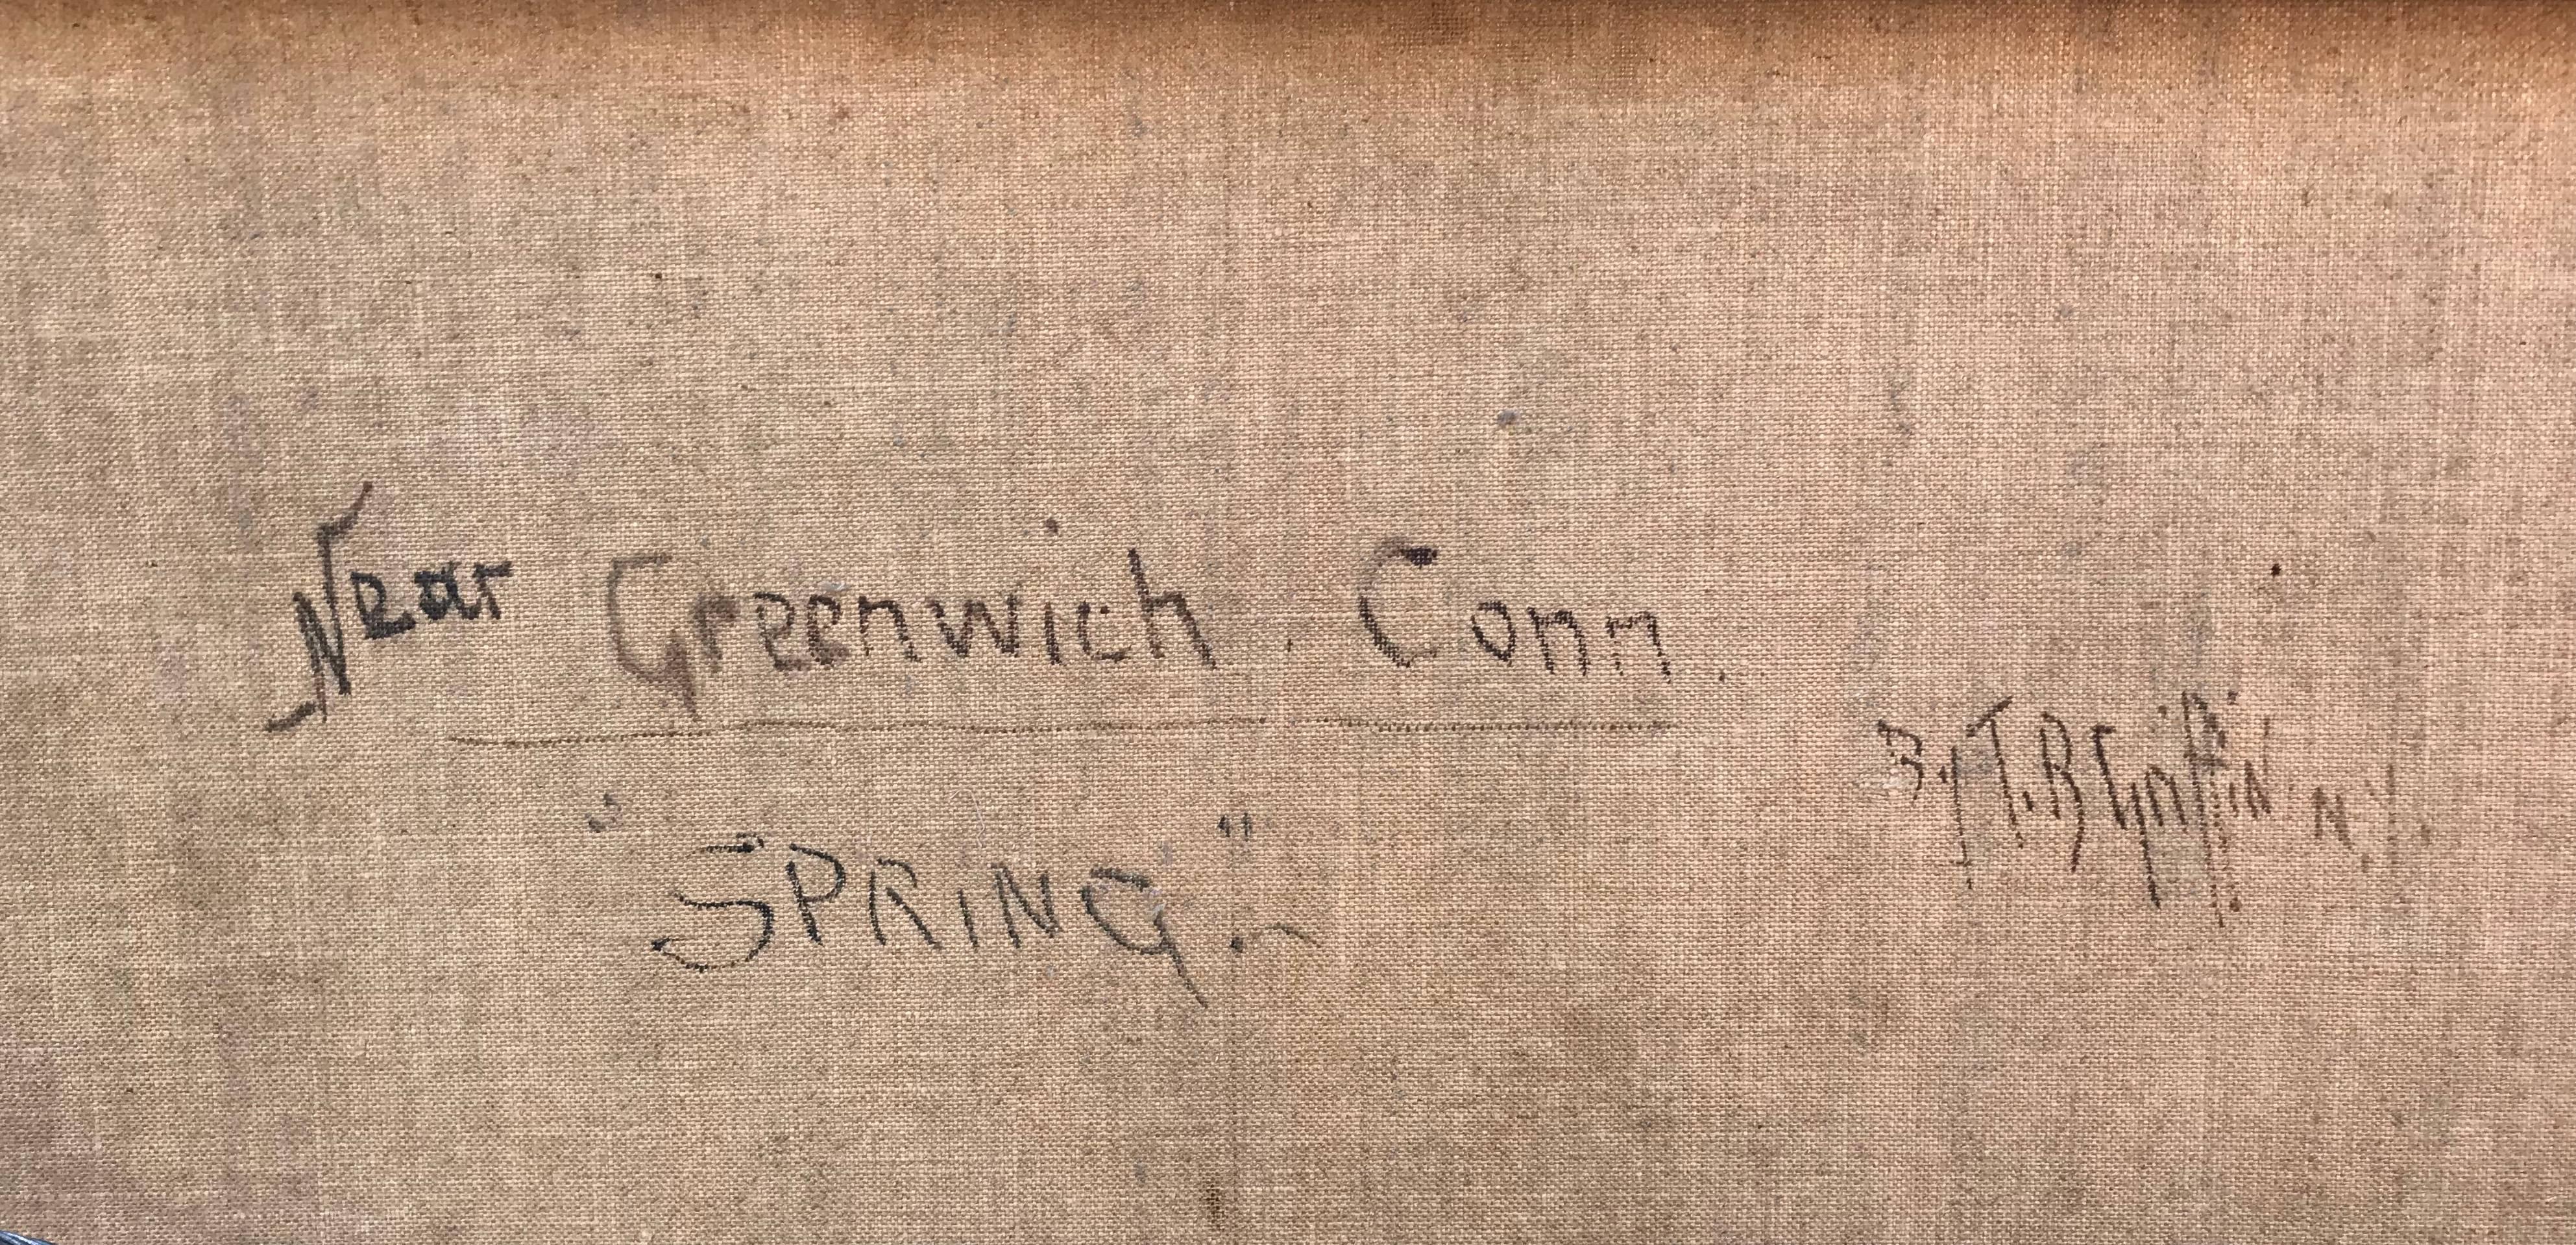 Near Greenwich, Conn.
"SPRING".
By T.B Griffin N.Y.